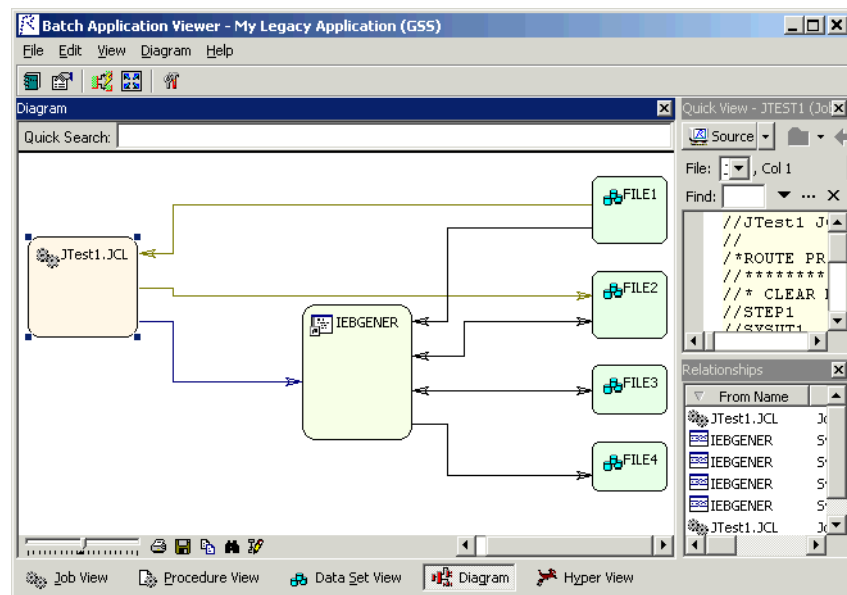 Batch Application Viewer - My Legacy Application (GSS)
File Edit View Diagram Help
Diagram
Quick Search:
JTest1.JCL
IEBGENER
FILE1
FILE2
FILE3
FILE4
Quick View - JTEST1 (Job
Source
File: , Col 1
Find:
//JTest1 J
//
/*ROUTE PR
//********
//* CLEAR
//STEP1
//SYSUT1
Relationships
From Name
JTest1.JCL
IEBGENER S
IEBGENER S
IEBGENER S
IEBGENER S
JTest1.JCL
Job View Procedure View Data Set View Diagram Hyper View